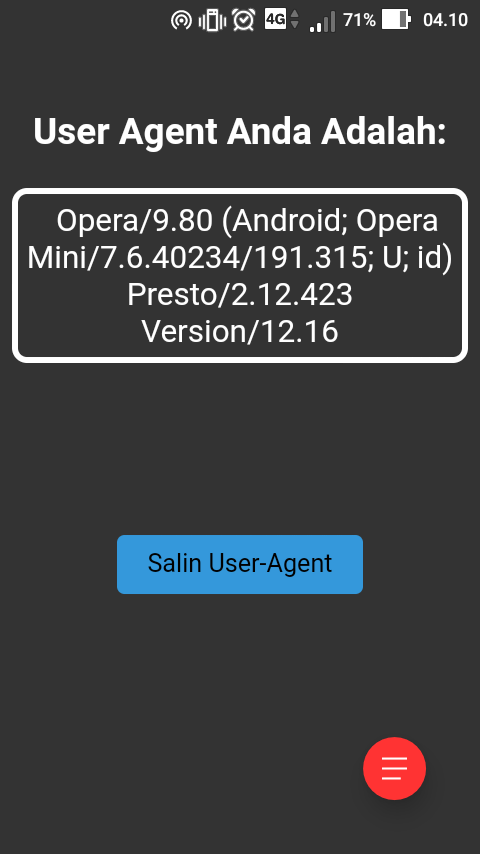 4G 71% 04.10
User Agent Anda Adalah:
Opera/9.80 (Android; Opera
Mini/7.6.40234/191.315; U; id)
Presto/2.12.423
Version/12.16
Salin User-Agent